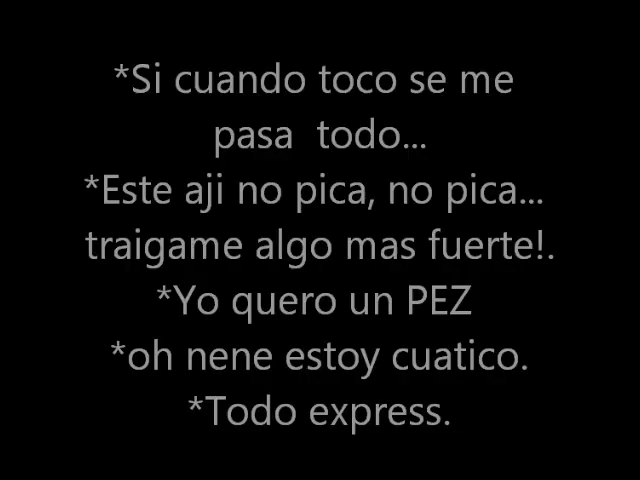 *Si cuando toco se me
pasa  todo...
*Este aji no pica, no pica...
traigame algo mas fuerte!.
*Yo quero un PEZ
*oh nene estoy cuatico.
*Todo express.